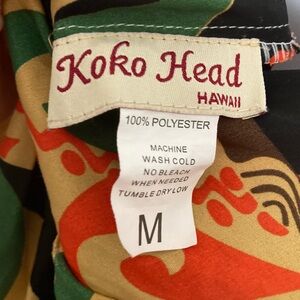 Koko Head
HAWAII
100% POLYESTER
MACHINE
WASH COLD
NO BLEACH
WHEN NEEDED
TUMBLE DRY LOW
M